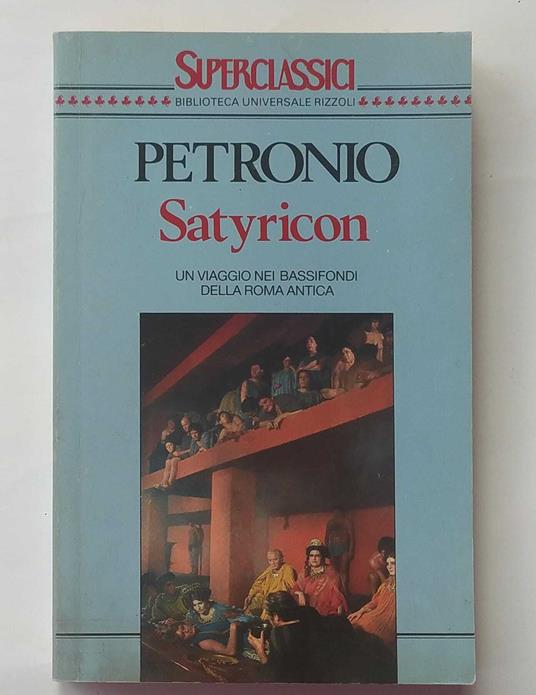 SUPERCLASSICI
BIBLIOTECA UNIVERSALE RIZZOLI
PETRONIO
Satyricon
UN VIAGGIO NEI BASSIFONDI
DELLA ROMA ANTICA